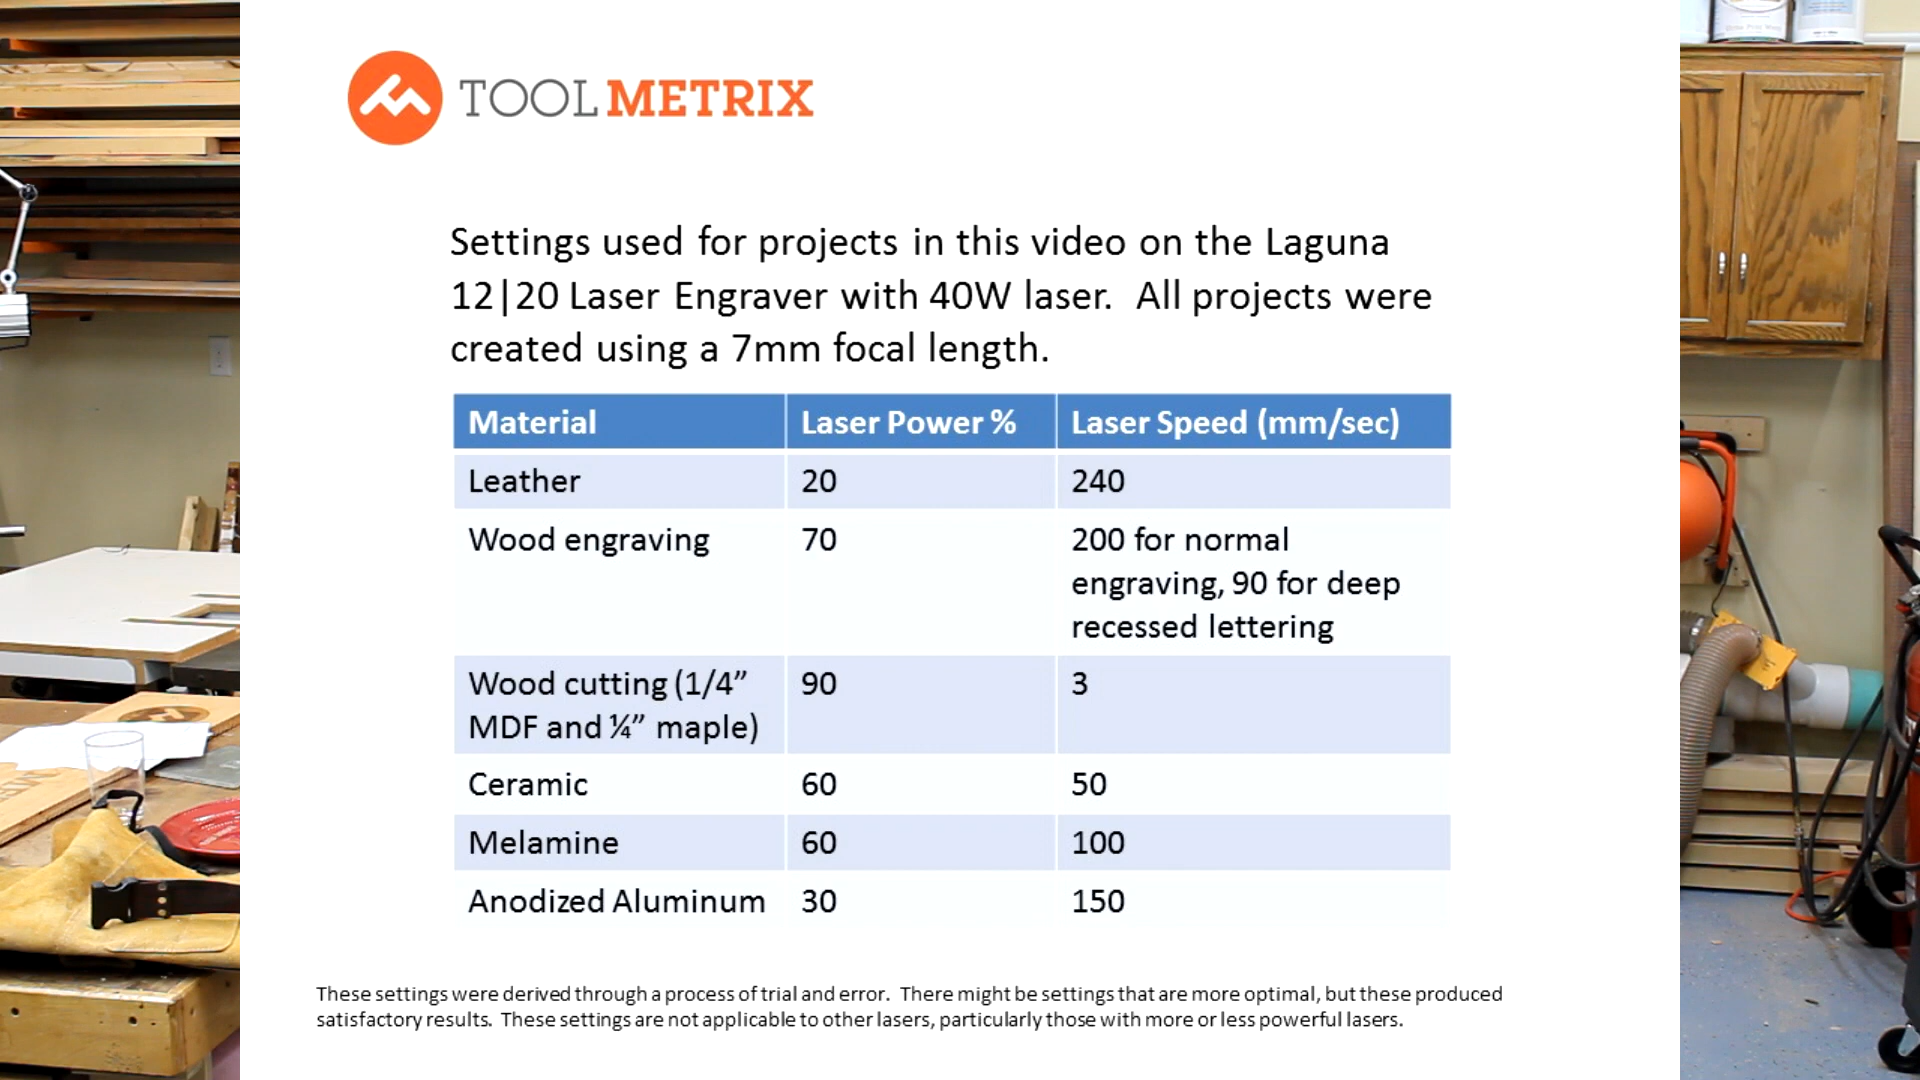 TOOL METRIX
Settings used for projects in this video on the Laguna
12|20 Laser Engraver with 40W laser.  All projects were
created using a 7mm focal length.
Material Laser Power % Laser Speed (mm/sec)
Leather 20 240
Wood engraving 70 200 for normal
engraving, 90 for deep
recessed lettering
Wood cutting (1/4” 90 3
MDF and ¼” maple)
Ceramic 60 50
Melamine 60 100
Anodized Aluminum 30 150
These settings were derived through a process of trial and error.  There might be settings that are more optimal, but these produced
satisfactory results.  These settings are not applicable to other lasers, particularly those with more or less powerful lasers.